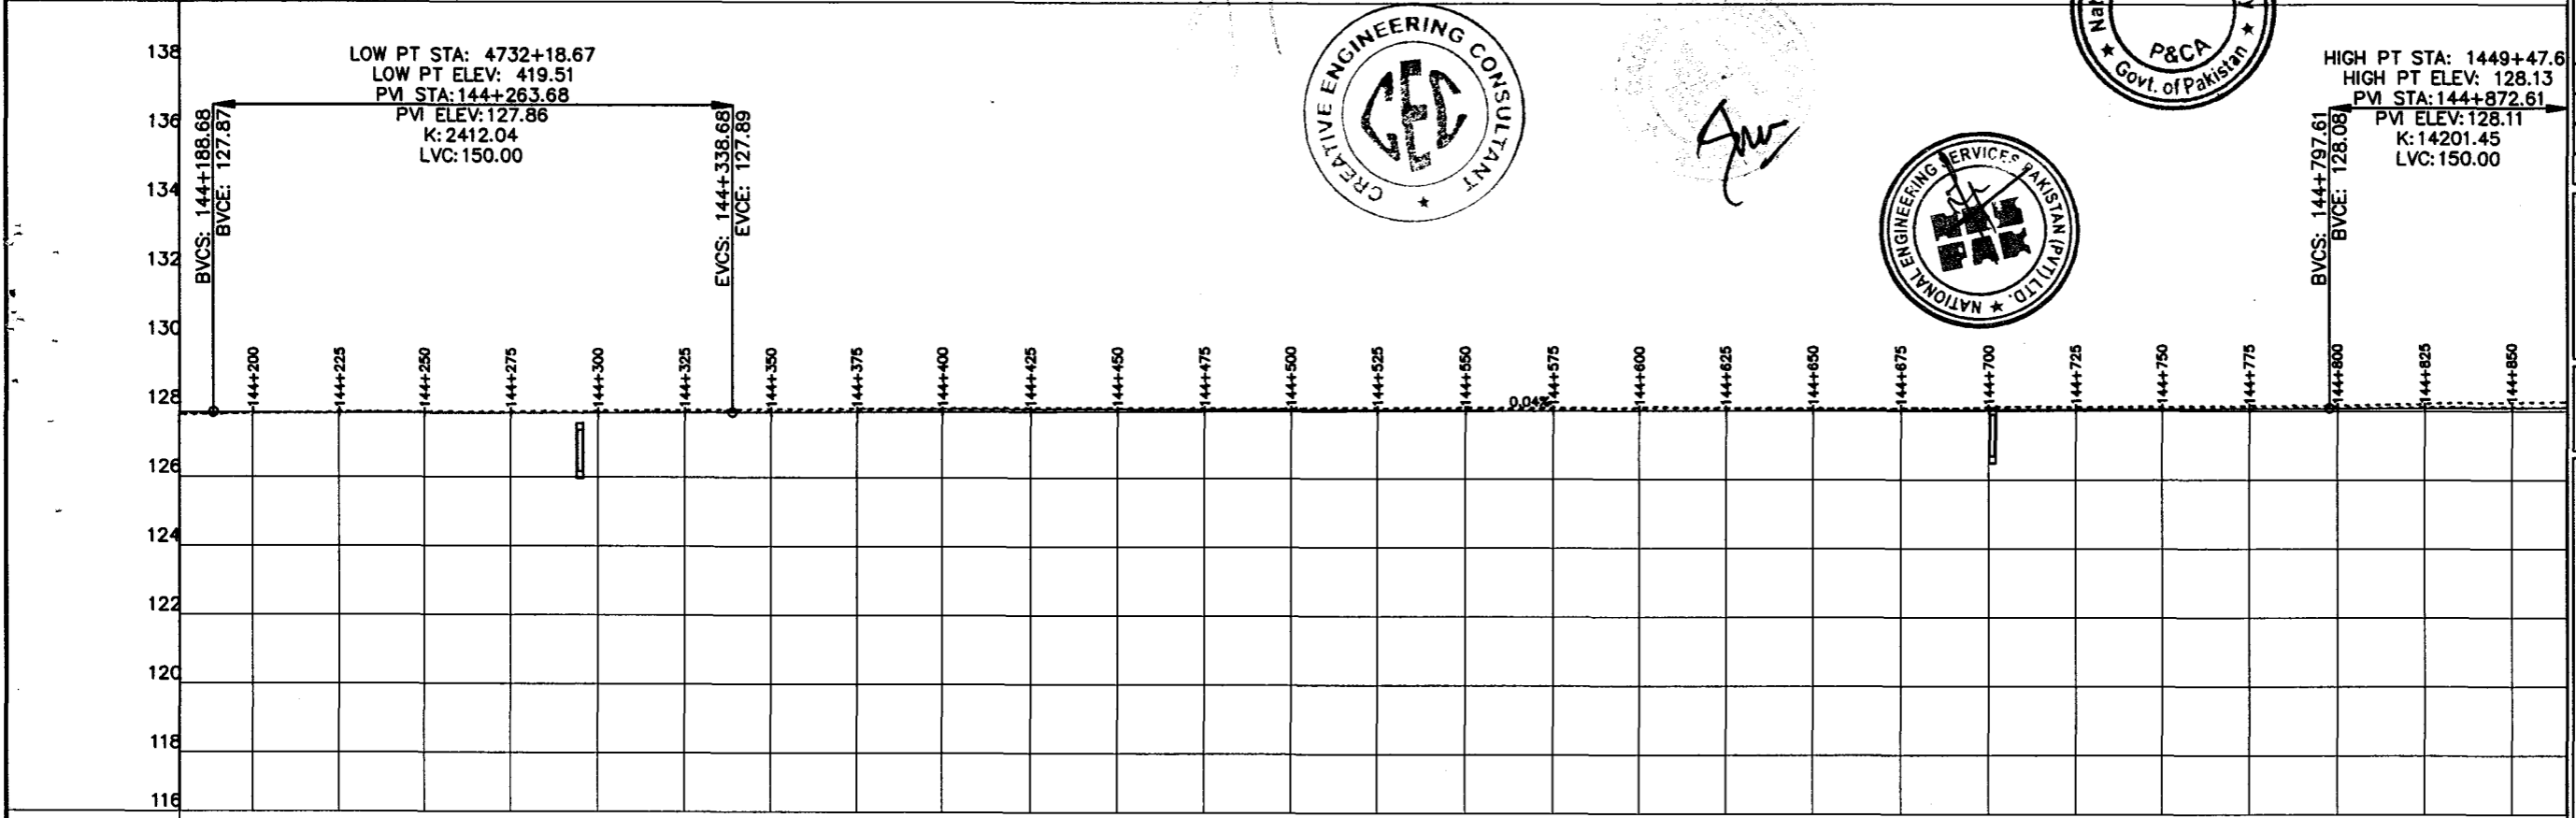 138
136
134
132
130
128
126
124
122
120
118
116
LOW PT STA: 4732+18.67
LOW PT ELEV: 419.51
PVI STA:144+263.68
PVI ELEV:127.86
K:2412.04
LVC:150.00
BVCS: 144+188.68
BVCE: 127.87
EVCS: 144+338.68
EVCE: 127.89
CREATIVE ENGINEERING CONSULTANT ★
CEC
P&CA
★ Govt. of Pakistan ★
NATIONAL ENGINEERING SERVICES PAKISTAN (PVT) LTD. ★
NES
PAK
HIGH PT STA: 1449+47.6
HIGH PT ELEV: 128.13
PVI STA:144+872.61
PVI ELEV:128.11
K:14201.45
LVC:150.00
BVCS: 144+797.61
BVCE: 128.08
144+200
144+225
144+250
144+275
144+300
144+325
144+350
144+375
144+400
144+425
144+450
144+475
144+500
144+525
144+550
144+575
144+600
144+625
144+650
144+675
144+700
144+725
144+750
144+775
144+800
144+825
144+850
0.04%